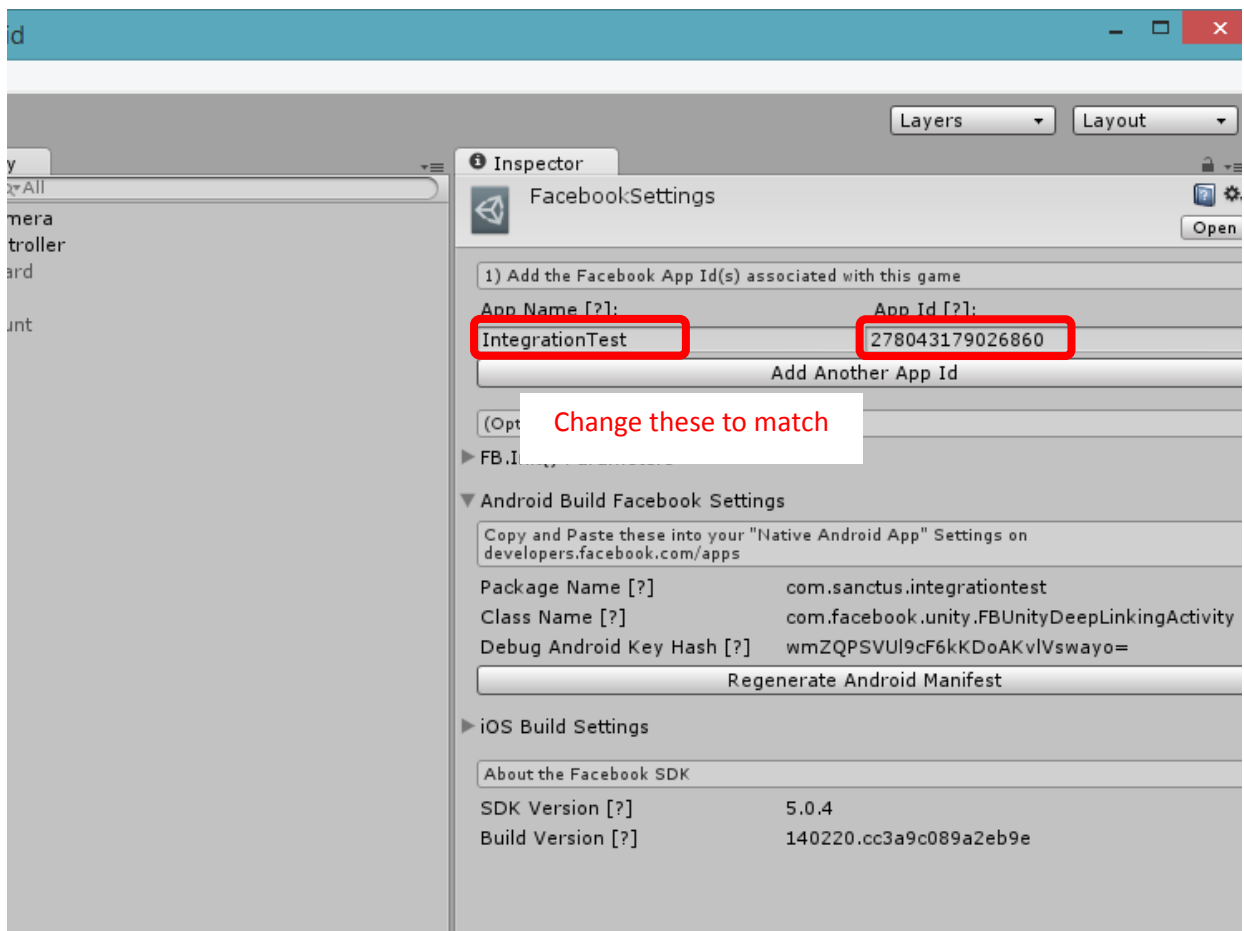 id
Layers
Layout
y
All
Inspector
mera
troller
ard
unt
FacebookSettings
Open
1) Add the Facebook App Id(s) associated with this game
App Name [?]:
App Id [?]:
IntegrationTest
278043179026860
Add Another App Id
(Opt
Change these to match
FB.Init() Parameters
Android Build Facebook Settings
Copy and Paste these into your "Native Android App" Settings on
developers.facebook.com/apps
Package Name [?] com.sanctus.integrationtest
Class Name [?] com.facebook.unity.FBUnityDeepLinkingActivity
Debug Android Key Hash [?] wmZQPSVUl9cF6kKDoAKvlVswayo=
Regenerate Android Manifest
iOS Build Settings
About the Facebook SDK
SDK Version [?] 5.0.4
Build Version [?] 140220.cc3a9c089a2eb9e